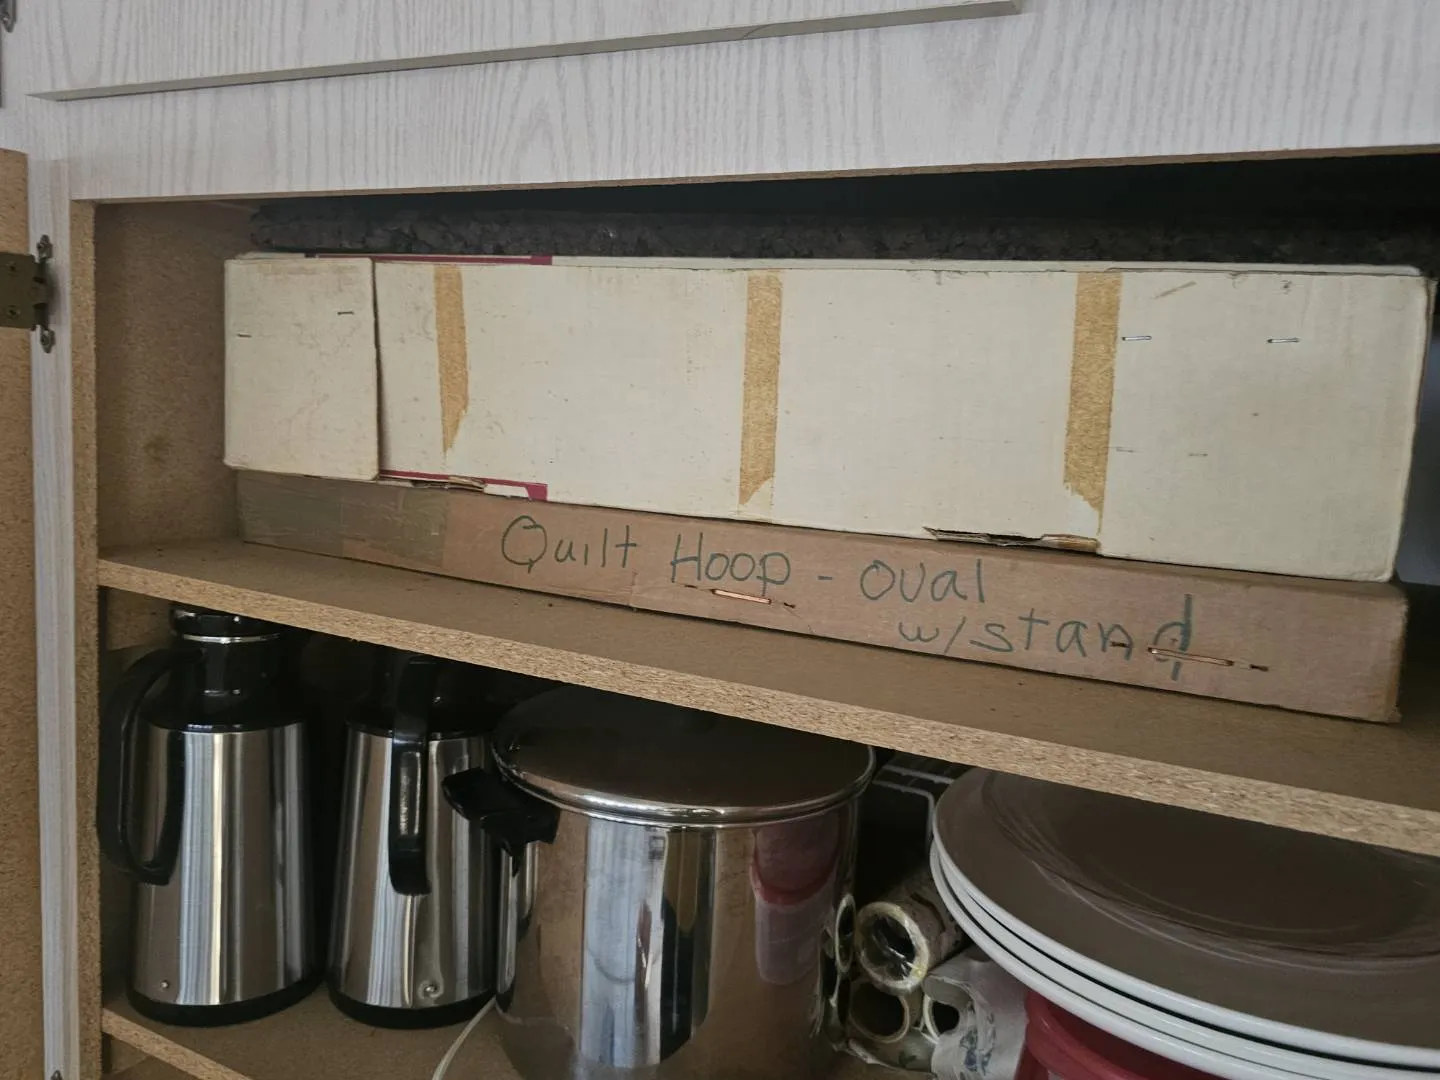 Quilt Hoop - oval
w/stand